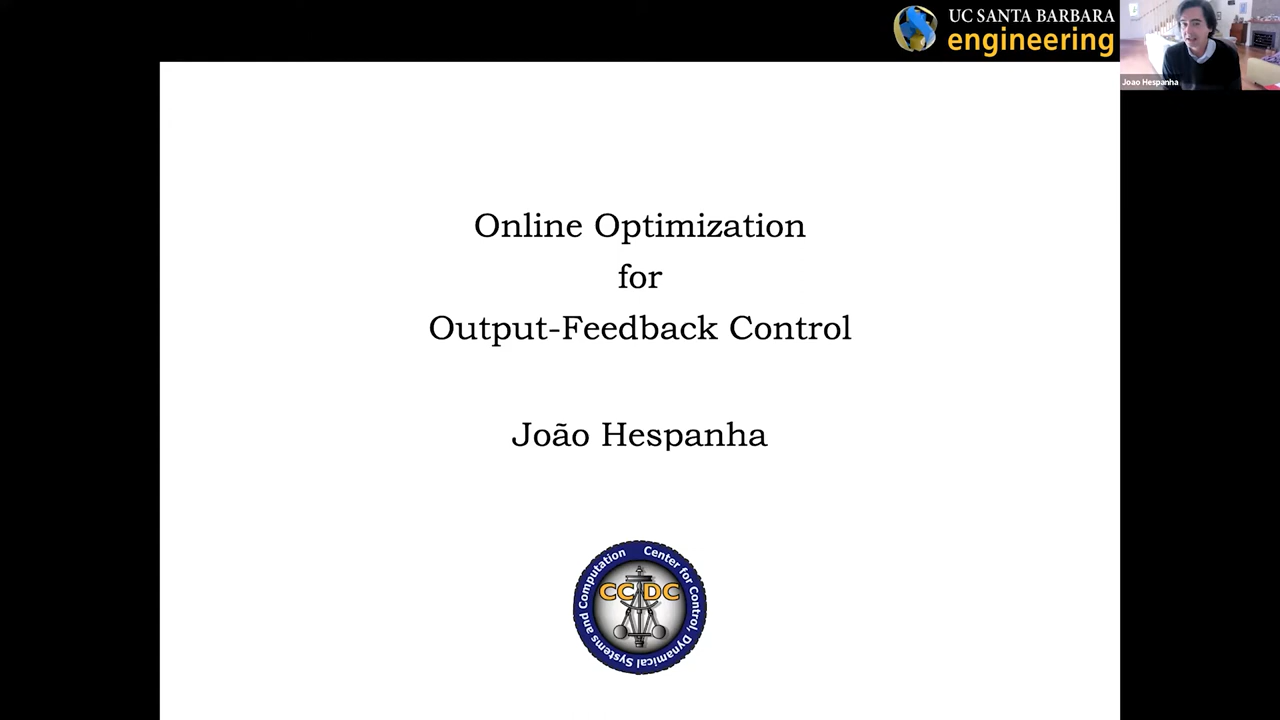 UC SANTA BARBARA
engineering
Joao Hespanha
Online Optimization
for
Output-Feedback Control
João Hespanha
Center for Control, Dynamical Systems and Computation
CCDC